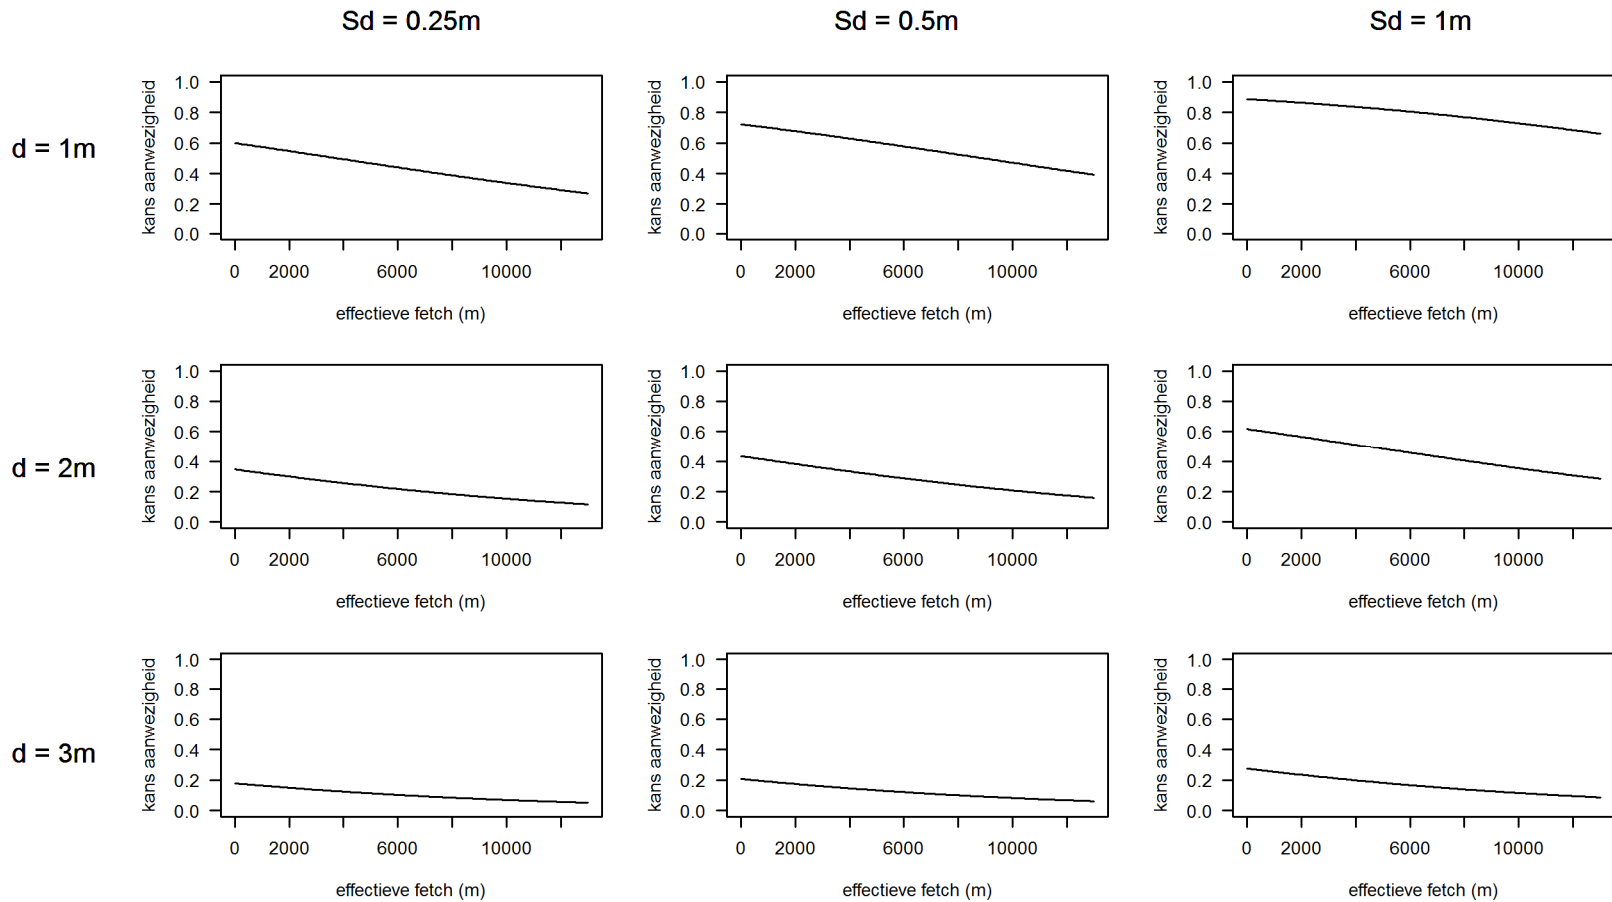 Sd = 0.25m Sd = 0.5m Sd = 1m
d = 1m
kans aanwezigheid kans aanwezigheid kans aanwezigheid
1.0 1.0 1.0
0.8 0.8 0.8
0.6 0.6 0.6
0.4 0.4 0.4
0.2 0.2 0.2
0.0 0.0 0.0
0 2000 6000 10000 0 2000 6000 10000 0 2000 6000 10000
effectieve fetch (m) effectieve fetch (m) effectieve fetch (m)
d = 2m
kans aanwezigheid kans aanwezigheid kans aanwezigheid
1.0 1.0 1.0
0.8 0.8 0.8
0.6 0.6 0.6
0.4 0.4 0.4
0.2 0.2 0.2
0.0 0.0 0.0
0 2000 6000 10000 0 2000 6000 10000 0 2000 6000 10000
effectieve fetch (m) effectieve fetch (m) effectieve fetch (m)
d = 3m
kans aanwezigheid kans aanwezigheid kans aanwezigheid
1.0 1.0 1.0
0.8 0.8 0.8
0.6 0.6 0.6
0.4 0.4 0.4
0.2 0.2 0.2
0.0 0.0 0.0
0 2000 6000 10000 0 2000 6000 10000 0 2000 6000 10000
effectieve fetch (m) effectieve fetch (m) effectieve fetch (m)